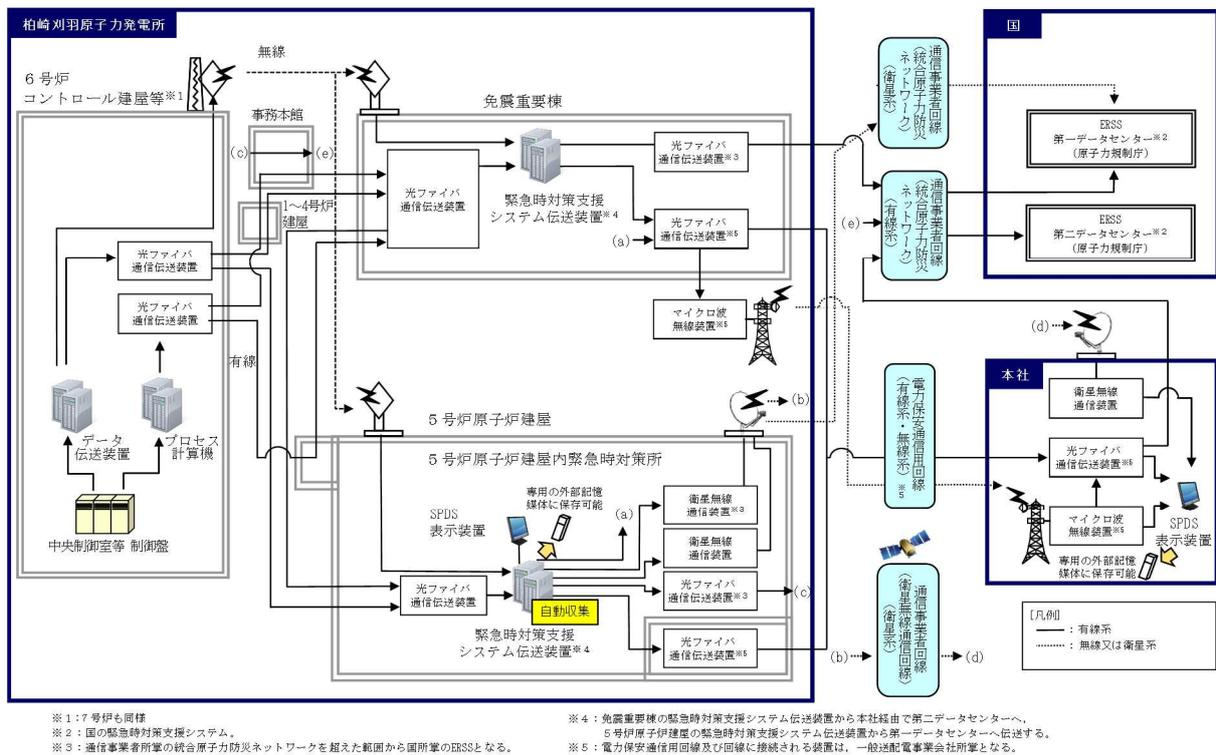 柏崎刈羽原子力発電所
6号炉
コントロール建屋等※1
無線
事務本館
(c)
(e)
1～4号炉
建屋
免震重要棟
光ファイバ
通信伝送装置
緊急時対策支援
システム伝送装置※4
光ファイバ
通信伝送装置※3
(a)
光ファイバ
通信伝送装置※5
マイクロ波
無線装置※5
光ファイバ
通信伝送装置
光ファイバ
通信伝送装置
有線
データ
伝送装置
プロセス
計算機
中央制御室等 制御盤
5号炉原子炉建屋
(b)
5号炉原子炉建屋内緊急時対策所
SPDS
表示装置
専用の外部記憶
媒体に保存可能
(a)
衛星無線
通信装置※3
衛星無線
通信装置
光ファイバ
通信伝送装置※3
(c)
光ファイバ
通信伝送装置
自動収集
緊急時対策支援
システム伝送装置※4
光ファイバ
通信伝送装置※5
通信事業者回線
(統合原子力防災
ネットワーク)
(衛星系)
(e)
通信事業者回線
(統合原子力防災
ネットワーク)
(有線系)
国
ERSS
第一データセンター※2
(原子力規制庁)
ERSS
第二データセンター※2
(原子力規制庁)
電力保安通信用回線
(有線系・無線系)※5
(b)
通信事業者回線
(衛星無線通信回線)
(衛星系)
(d)
(d)
本社
衛星無線
通信装置
光ファイバ
通信伝送装置※5
マイクロ波
無線装置※5
SPDS
表示装置
専用の外部記憶
媒体に保存可能
[凡例]
：有線系
：無線又は衛星系
※1：7号炉も同様
※2：国の緊急時対策支援システム。
※3：通信事業者所掌の統合原子力防災ネットワークを超えた範囲から国所掌のERSSとなる。
※4：免震重要棟の緊急時対策支援システム伝送装置から本社経由で第二データセンターへ，
5号炉原子炉建屋の緊急時対策支援システム伝送装置から第一データセンターへ伝送する。
※5：電力保安通信用回線及び回線に接続される装置は，一般送配電事業会社所掌となる。